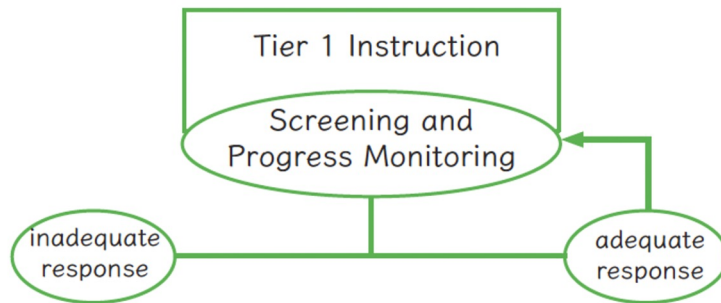 Tier 1 Instruction
Screening and
Progress Monitoring
inadequate
response
adequate
response